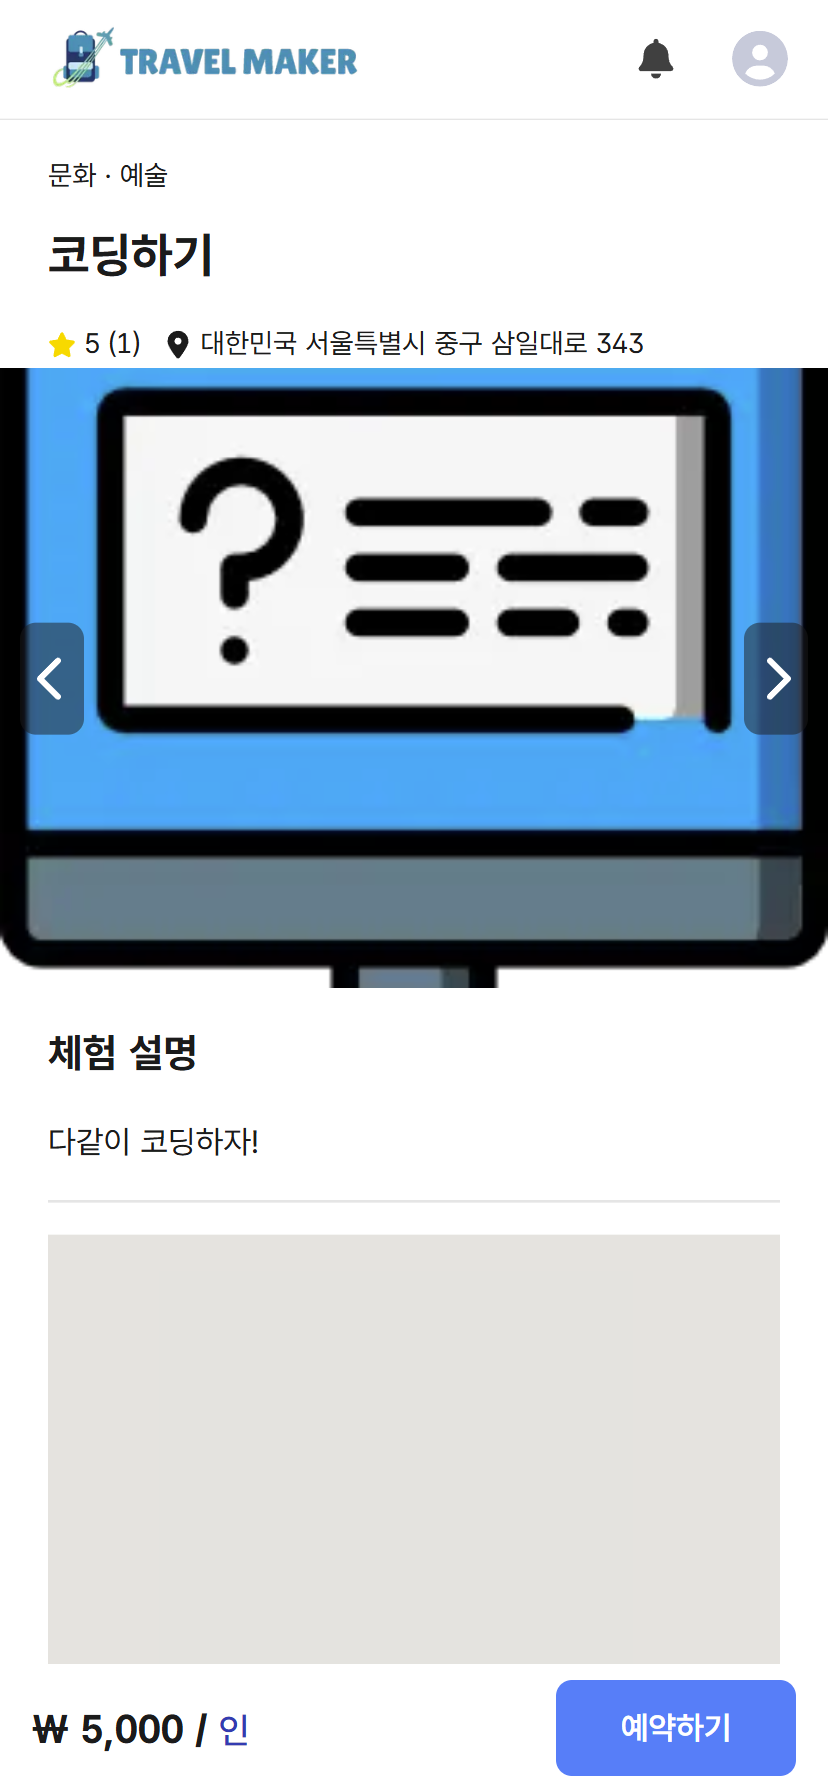 TRAVEL MAKER
문화 · 예술
코딩하기
5 (1) 대한민국 서울특별시 중구 삼일대로 343
?
체험 설명
다같이 코딩하자!
₩ 5,000 / 인
예약하기